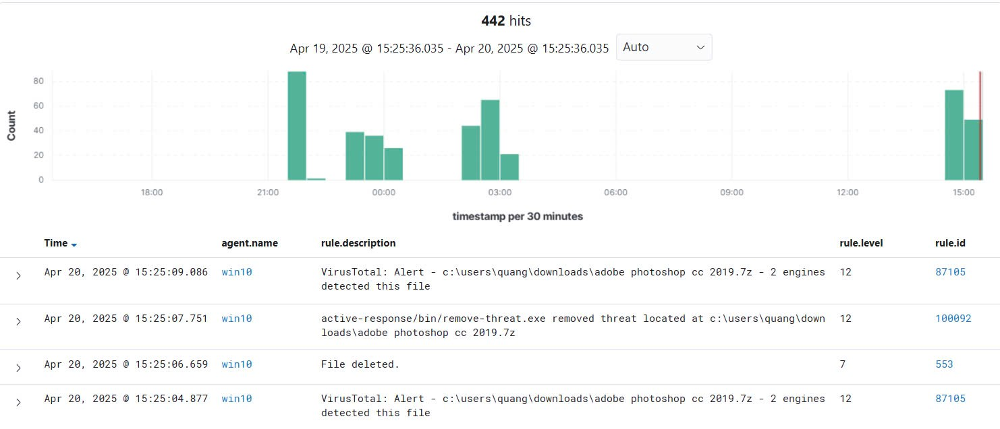 442 hits
Apr 19, 2025 @ 15:25:36.035 - Apr 20, 2025 @ 15:25:36.035 Auto
80
60
40
20
0
Count
18:00 21:00 00:00 03:00 06:00 09:00 12:00 15:00
timestamp per 30 minutes
Time agent.name rule.description rule.level rule.id
Apr 20, 2025 @ 15:25:09.086 win10 VirusTotal: Alert - c:\users\quang\downloads\adobe photoshop cc 2019.7z - 2 engines 12 87105
detected this file
Apr 20, 2025 @ 15:25:07.751 win10 active-response/bin/remove-threat.exe removed threat located at c:\users\quang\down 12 100092
loads\adobe photoshop cc 2019.7z
Apr 20, 2025 @ 15:25:06.659 win10 File deleted. 7 553
Apr 20, 2025 @ 15:25:04.877 win10 VirusTotal: Alert - c:\users\quang\downloads\adobe photoshop cc 2019.7z - 2 engines 12 87105
detected this file